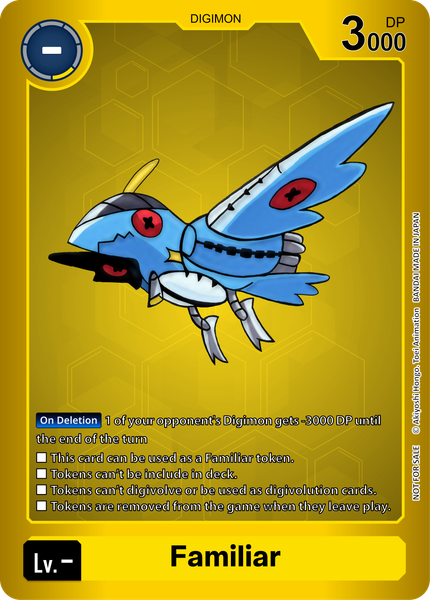 DIGIMON
-
DP
3000
On Deletion 1 of your opponent's Digimon gets -3000 DP until
the end of the turn
■ This card can be used as a Familiar token.
■ Tokens can't be include in deck.
■ Tokens can't digivolve or be used as digivolution cards.
■ Tokens are removed from the game when they leave play.
NOT FOR SALE © Akiyoshi Hongo, Toei Animation BANDAI MADE IN JAPAN
Lv.-
Familiar